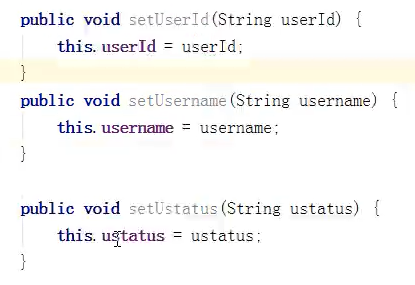 public void setUserId(String userId) {
this.userId = userId;
}
public void setUsername(String username) {
this.username = username;
}
public void setUstatus(String ustatus) {
this.ustatus = ustatus;
}